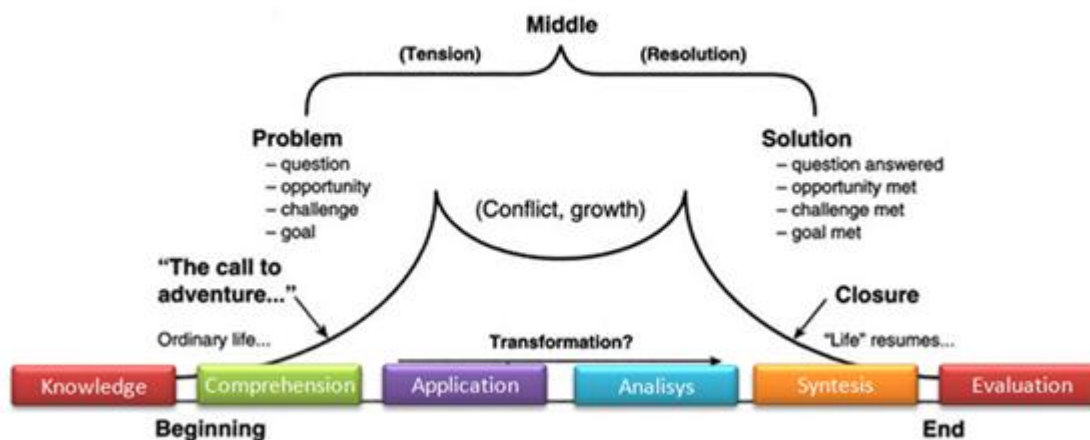 Middle
(Tension)
(Resolution)
Problem
– question
– opportunity
– challenge
– goal
Solution
– question answered
– opportunity met
– challenge met
– goal met
(Conflict, growth)
“The call to
adventure...”
Closure
Ordinary life...
Transformation?
"Life" resumes...
Knowledge
Comprehension
Application
Analisys
Syntesis
Evaluation
Beginning
End